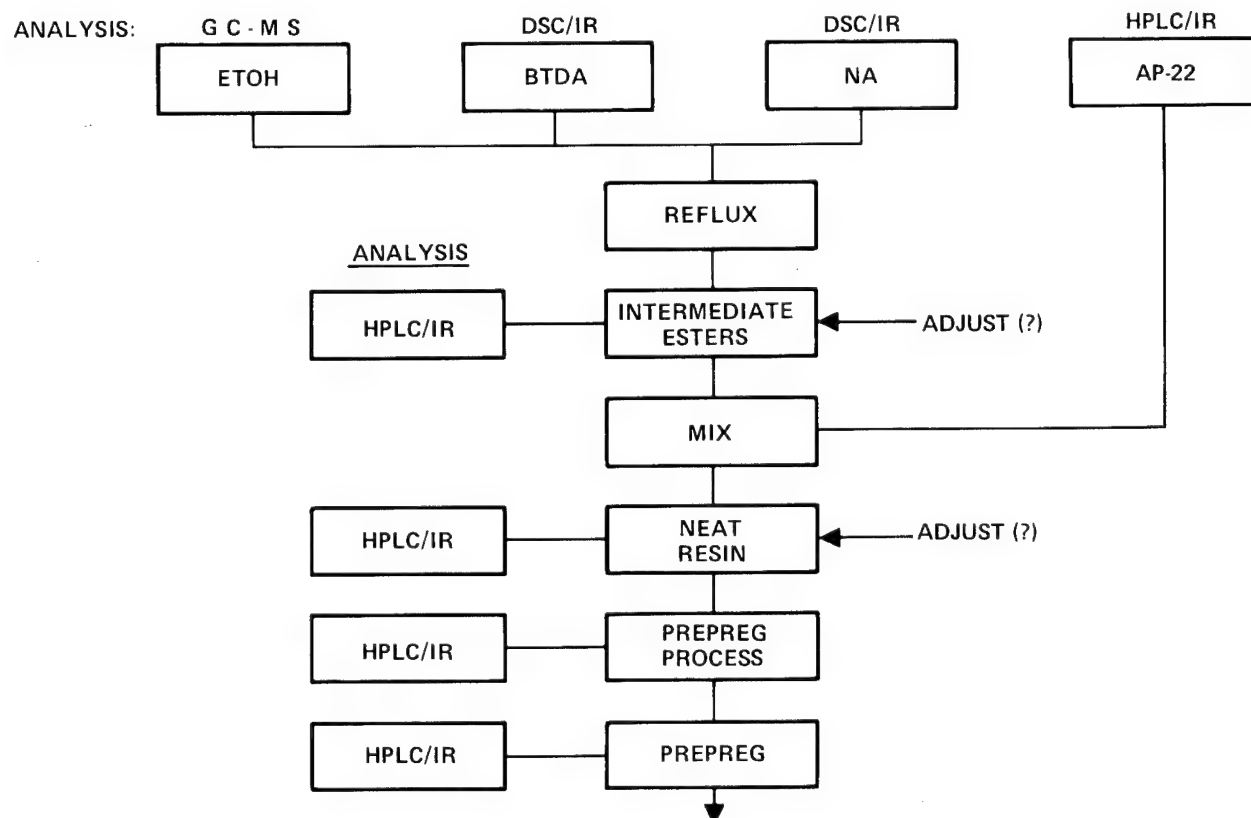 ANALYSIS:
G C - M S
DSC/IR
DSC/IR
HPLC/IR
ETOH
BTDA
NA
AP-22
REFLUX
ANALYSIS
HPLC/IR
INTERMEDIATE
ESTERS
ADJUST (?)
MIX
HPLC/IR
NEAT
RESIN
ADJUST (?)
HPLC/IR
PREPREG
PROCESS
HPLC/IR
PREPREG